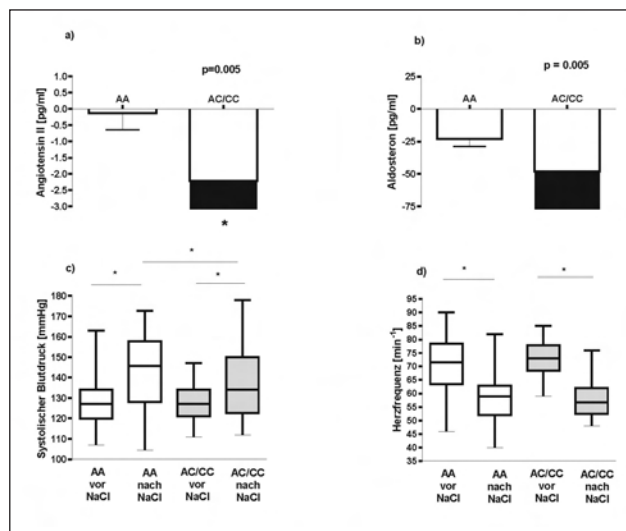 a)
p=0.005
AA AC/CC
Angiotensin II [pg/ml]
1.0
0.5
0.0
-0.5
-1.0
-1.5
-2.0
-2.5
-3.0
*
b)
p = 0.005
AA AC/CC
Aldosteron [pg/ml]
25
0
-25
-50
-75
c)
* * *
Systolischer Blutdruck [mmHg]
180
170
160
150
140
130
120
110
100
AA vor NaCl
AA nach NaCl
AC/CC vor NaCl
AC/CC nach NaCl
d)
* *
Herzfrequenz [min-1]
95
90
85
80
75
70
65
60
55
50
45
40
35
AA vor NaCl
AA nach NaCl
AC/CC vor NaCl
AC/CC nach NaCl